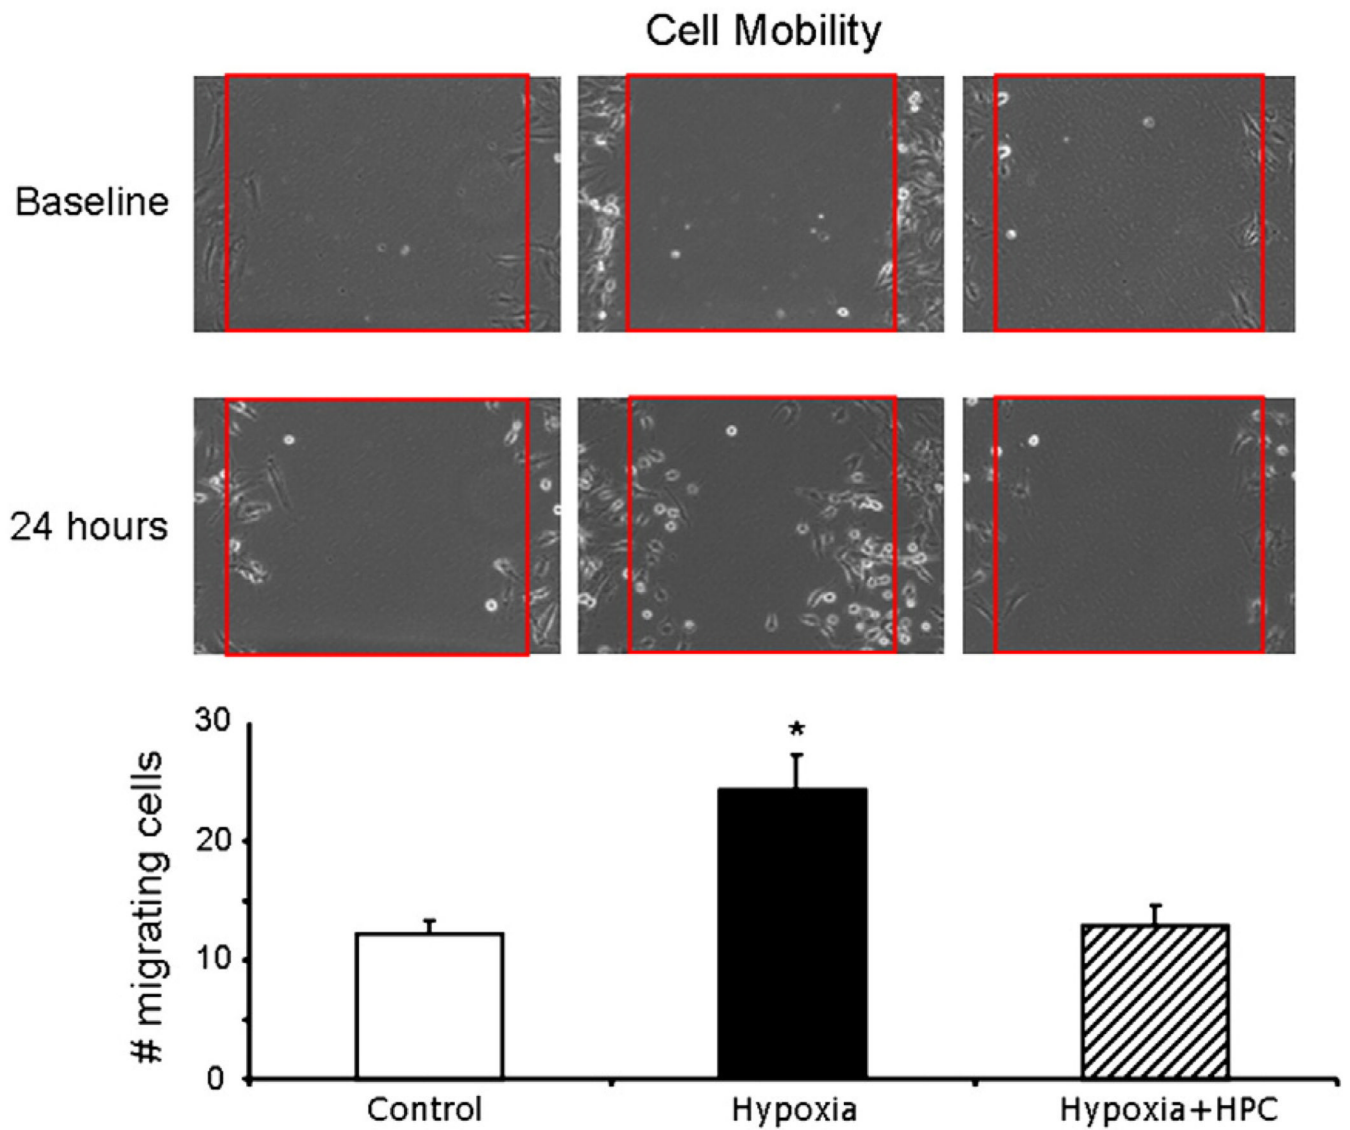 Cell Mobility
Baseline
24 hours
# migrating cells
30
*
20
10
0
Control
Hypoxia
Hypoxia+HPC